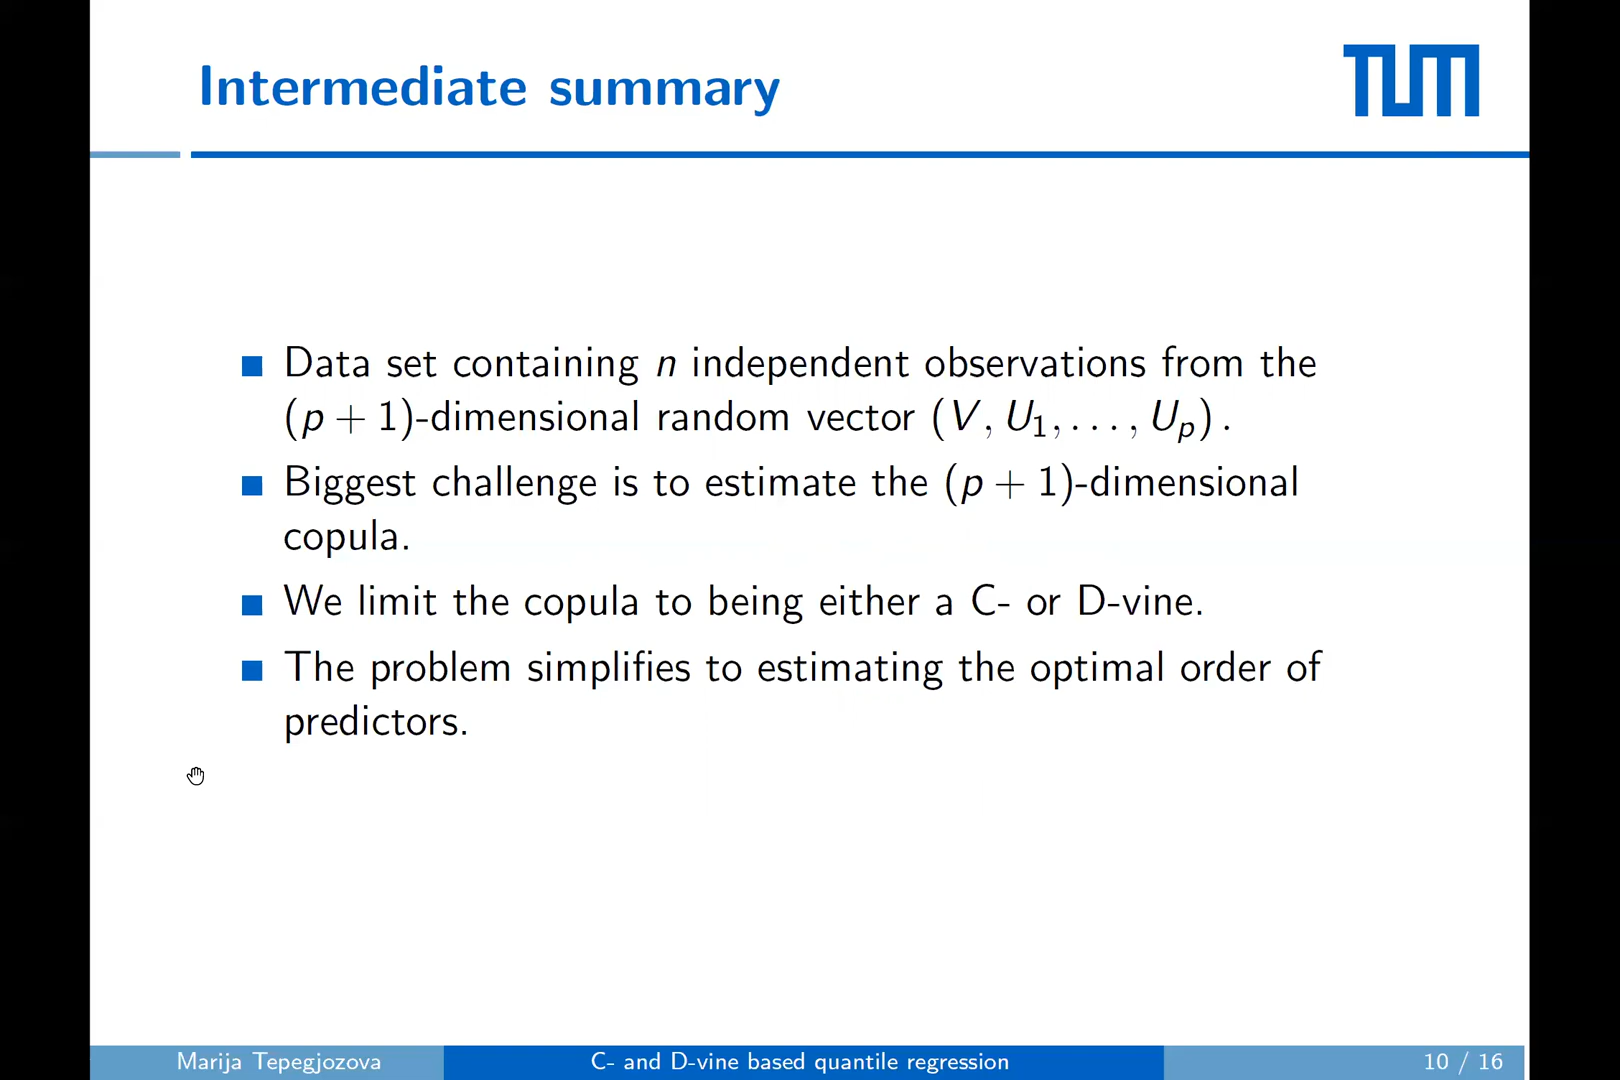 Intermediate summary
TUM
Data set containing n independent observations from the
(p + 1)-dimensional random vector (V, U₁, . . . , Uₚ) .
Biggest challenge is to estimate the (p + 1)-dimensional
copula.
We limit the copula to being either a C- or D-vine.
The problem simplifies to estimating the optimal order of
predictors.
Marija Tepegjozova
C- and D-vine based quantile regression
10 / 16